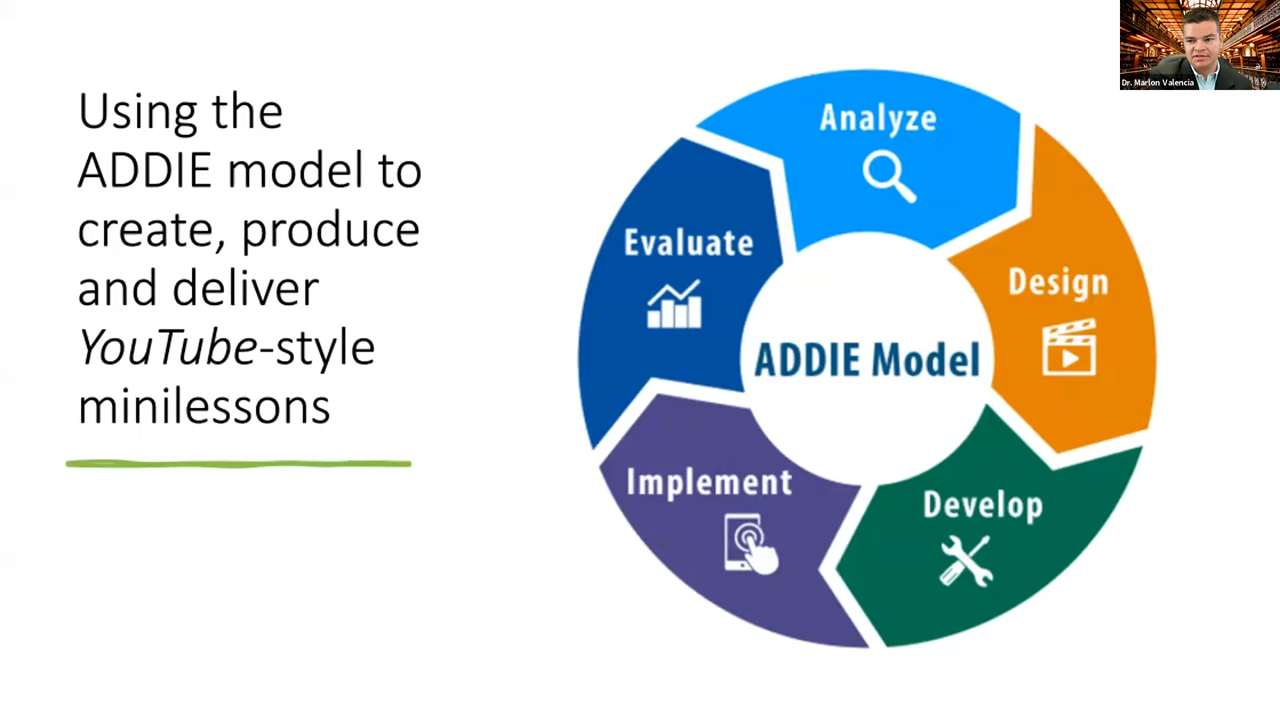 Using the
ADDIE model to
create, produce
and deliver
YouTube-style
minilessons
Analyze
Design
Develop
Implement
Evaluate
ADDIE Model
Dr. Marlon Valencia